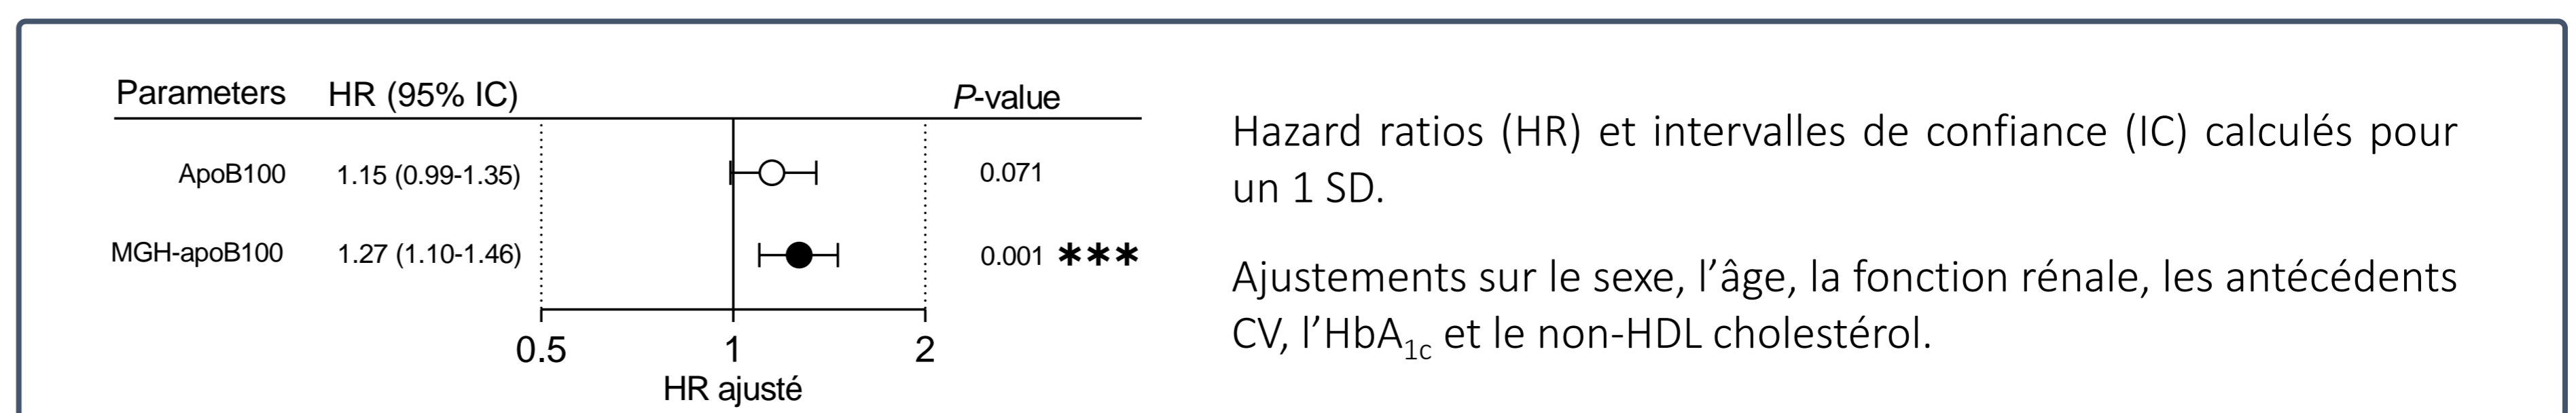 Parameters HR (95% IC) P-value
ApoB100 1.15 (0.99-1.35) 0.071
MGH-apoB100 1.27 (1.10-1.46) 0.001 ***
0.5 1 2
HR ajusté
Hazard ratios (HR) et intervalles de confiance (IC) calculés pour
un 1 SD.
Ajustements sur le sexe, l’âge, la fonction rénale, les antécédents
CV, l’HbA1c et le non-HDL cholestérol.